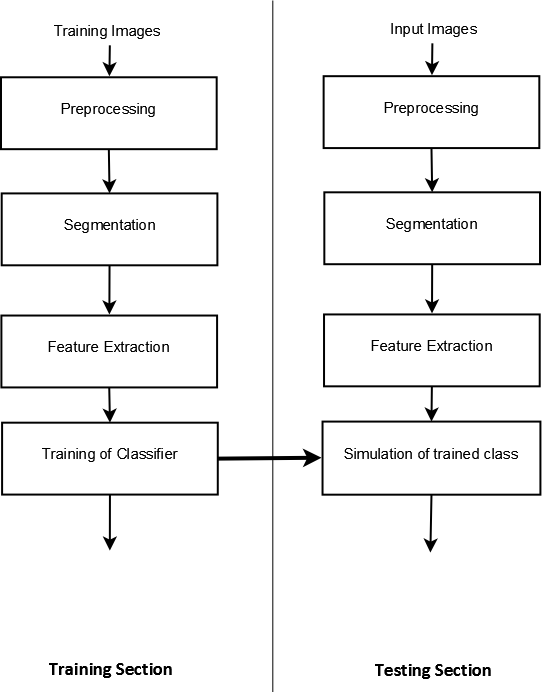 Training Images
Preprocessing
Segmentation
Feature Extraction
Training of Classifier
Training Section
Input Images
Preprocessing
Segmentation
Feature Extraction
Simulation of trained class
Testing Section